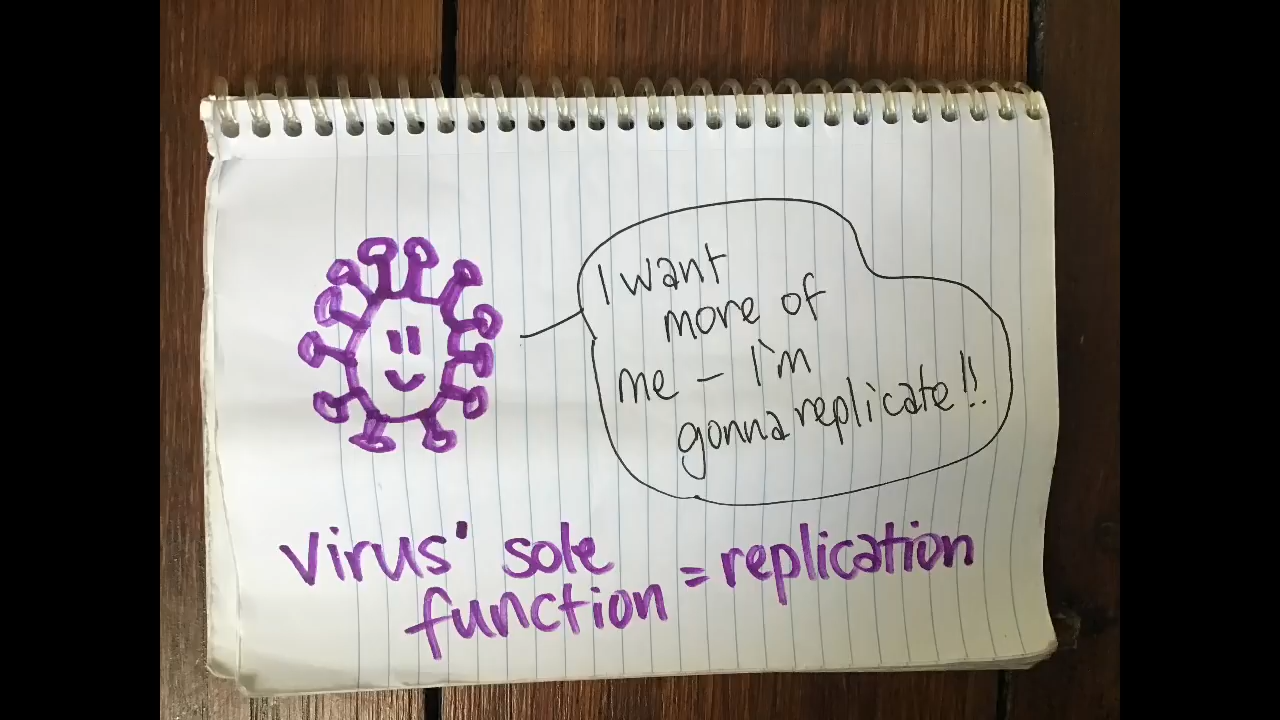 I want
more of
me – I'm
gonna replicate!!
virus' sole
function = replication